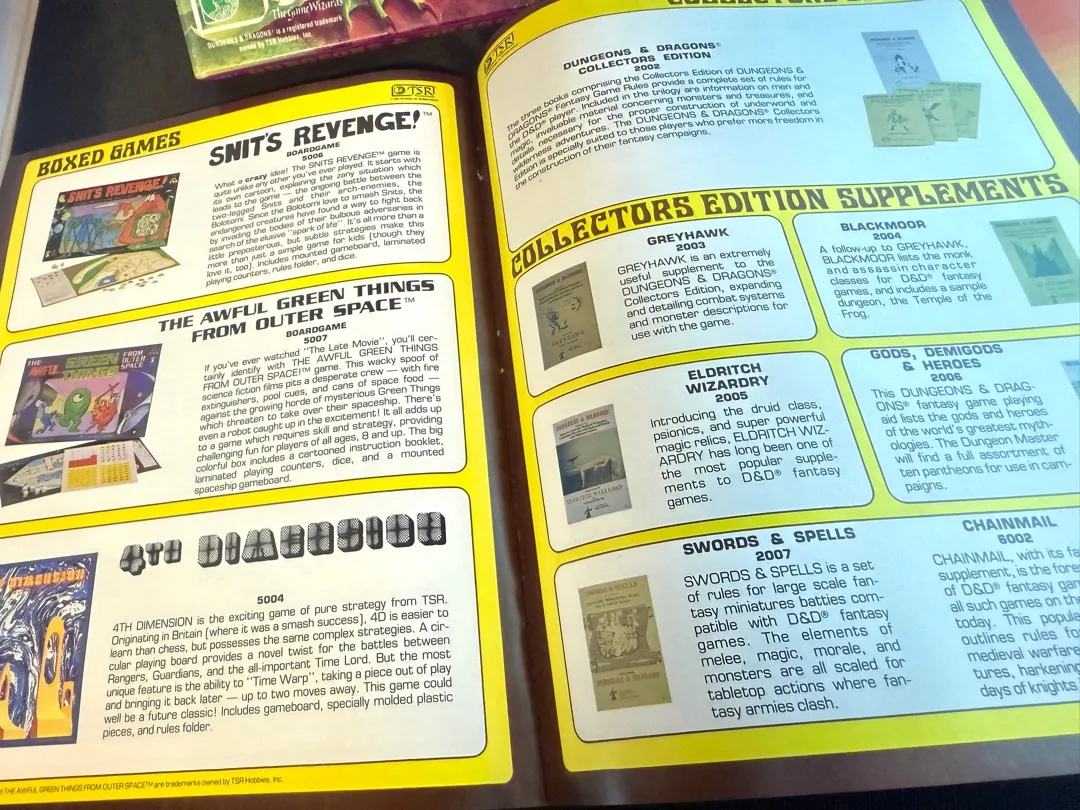 The Game Wizards
DUNGEONS & DRAGONS® is a registered trademark
owned by TSR Hobbies, Inc.
TSR
BOXED GAMES
SNIT'S REVENGE!™
BOARDGAME
5006
What a crazy idea! The SNITS REVENGE™ game is
quite unlike any other you've ever played. It starts with
its own cartoon, explaining the zany situation which
leads to the game — the ongoing battle between the
two-legged Snits and their arch-enemies, the
Bolotomi. Since the Bolotomi love to smash Snits, the
endangered creatures have found a way to fight back
by invading the bodies of their bulbous adversaries in
search of the elusive "spark of life". It's all more than a
little preposterous, but subtle strategies make this
more than just a simple game for kids (though they
love it, too). Includes mounted gameboard, laminated
playing counters, rules folder, and dice.
SNIT'S REVENGE!
THE AWFUL GREEN THINGS
FROM OUTER SPACE™
BOARDGAME
5007
If you've ever watched "The Late Movie", you'll cer-
tainly identify with THE AWFUL GREEN THINGS
FROM OUTER SPACE™ game. This wacky spoof of
science fiction films pits a desperate crew — with fire
extinguishers, pool cues, and cans of space food —
against the growing horde of mysterious Green Things
which threaten to take over their spaceship. There's
even a robot caught up in the excitement! It all adds up
to a game which requires skill and strategy, providing
challenging fun for players of all ages, 8 and up. The big
colorful box includes a cartooned instruction booklet,
laminated playing counters, dice, and a mounted
spaceship gameboard.
THE AWFUL GREEN THINGS FROM OUTER SPACE
4TH DIMENSION
5004
4TH DIMENSION is the exciting game of pure strategy from TSR.
Originating in Britain (where it was a smash success), 4D is easier to
learn than chess, but possesses the same complex strategies. A cir-
cular playing board provides a novel twist for the battles between
Rangers, Guardians, and the all-important Time Lord. But the most
unique feature is the ability to "Time Warp", taking a piece out of play
and bringing it back later — up to two moves away. This game could
well be a future classic! Includes gameboard, specially molded plastic
pieces, and rules folder.
DIMENSION
THE AWFUL GREEN THINGS FROM OUTER SPACE™ are trademarks owned by TSR Hobbies, Inc.
TSR
COLLECTORS
DUNGEONS & DRAGONS®
COLLECTORS EDITION
2002
The three books comprising the Collectors Edition of DUNGEONS &
DRAGONS® Fantasy Game Rules provide a complete set of rules for
the D&D® player. Included in the trilogy are information on men and
magic, invaluable material concerning monsters and treasures, and
details necessary for the proper construction of underworld and
wilderness adventures. The DUNGEONS & DRAGONS® Collectors
Edition is specially suited to those players who prefer more freedom in
the construction of their fantasy campaigns.
COLLECTORS EDITION SUPPLEMENTS
GREYHAWK
2003
GREYHAWK is an extremely
useful supplement to the
DUNGEONS & DRAGONS®
Collectors Edition, expanding
and detailing combat systems
and monster descriptions for
use with the game.
BLACKMOOR
2004
A follow-up to GREYHAWK,
BLACKMOOR lists the monk
and assassin character
classes for D&D® fantasy
games, and includes a sample
dungeon, the Temple of the
Frog.
ELDRITCH
WIZARDRY
2005
Introducing the druid class,
psionics, and super powerful
magic relics, ELDRITCH WIZ-
ARDRY has long been one of
the most popular supple-
ments to D&D® fantasy
games.
GODS, DEMIGODS
& HEROES
2006
This DUNGEONS & DRAG-
ONS® fantasy game playing
aid lists the gods and heroes
of the world's greatest myth-
ologies. The Dungeon Master
will find a full assortment of
ten pantheons for use in cam-
paigns.
SWORDS & SPELLS
2007
SWORDS & SPELLS is a set
of rules for large scale fan-
tasy miniatures battles com-
patible with D&D® fantasy
games. The elements of
melee, magic, morale, and
monsters are all scaled for
tabletop actions where fan-
tasy armies clash.
CHAINMAIL
6002
CHAINMAIL, with its fa
supplement, is the fore
of D&D® fantasy gam
all such games on th
today. This popul
outlines rules fo
medieval warfare
tures, harkening
days of knights